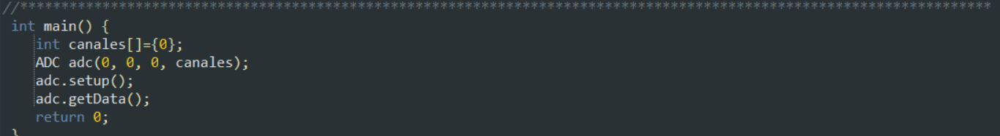 //**********************************************************************************************************
int main() {
int canales[]={0};
ADC adc(0, 0, 0, canales);
adc.setup();
adc.getData();
return 0;
}